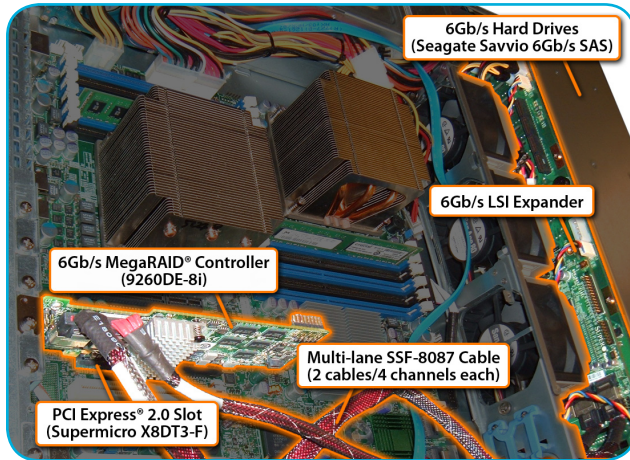 6Gb/s Hard Drives
(Seagate Savvio 6Gb/s SAS)
6Gb/s LSI Expander
6Gb/s MegaRAID® Controller
(9260DE-8i)
Multi-lane SSF-8087 Cable
(2 cables/4 channels each)
PCI Express® 2.0 Slot
(Supermicro X8DT3-F)